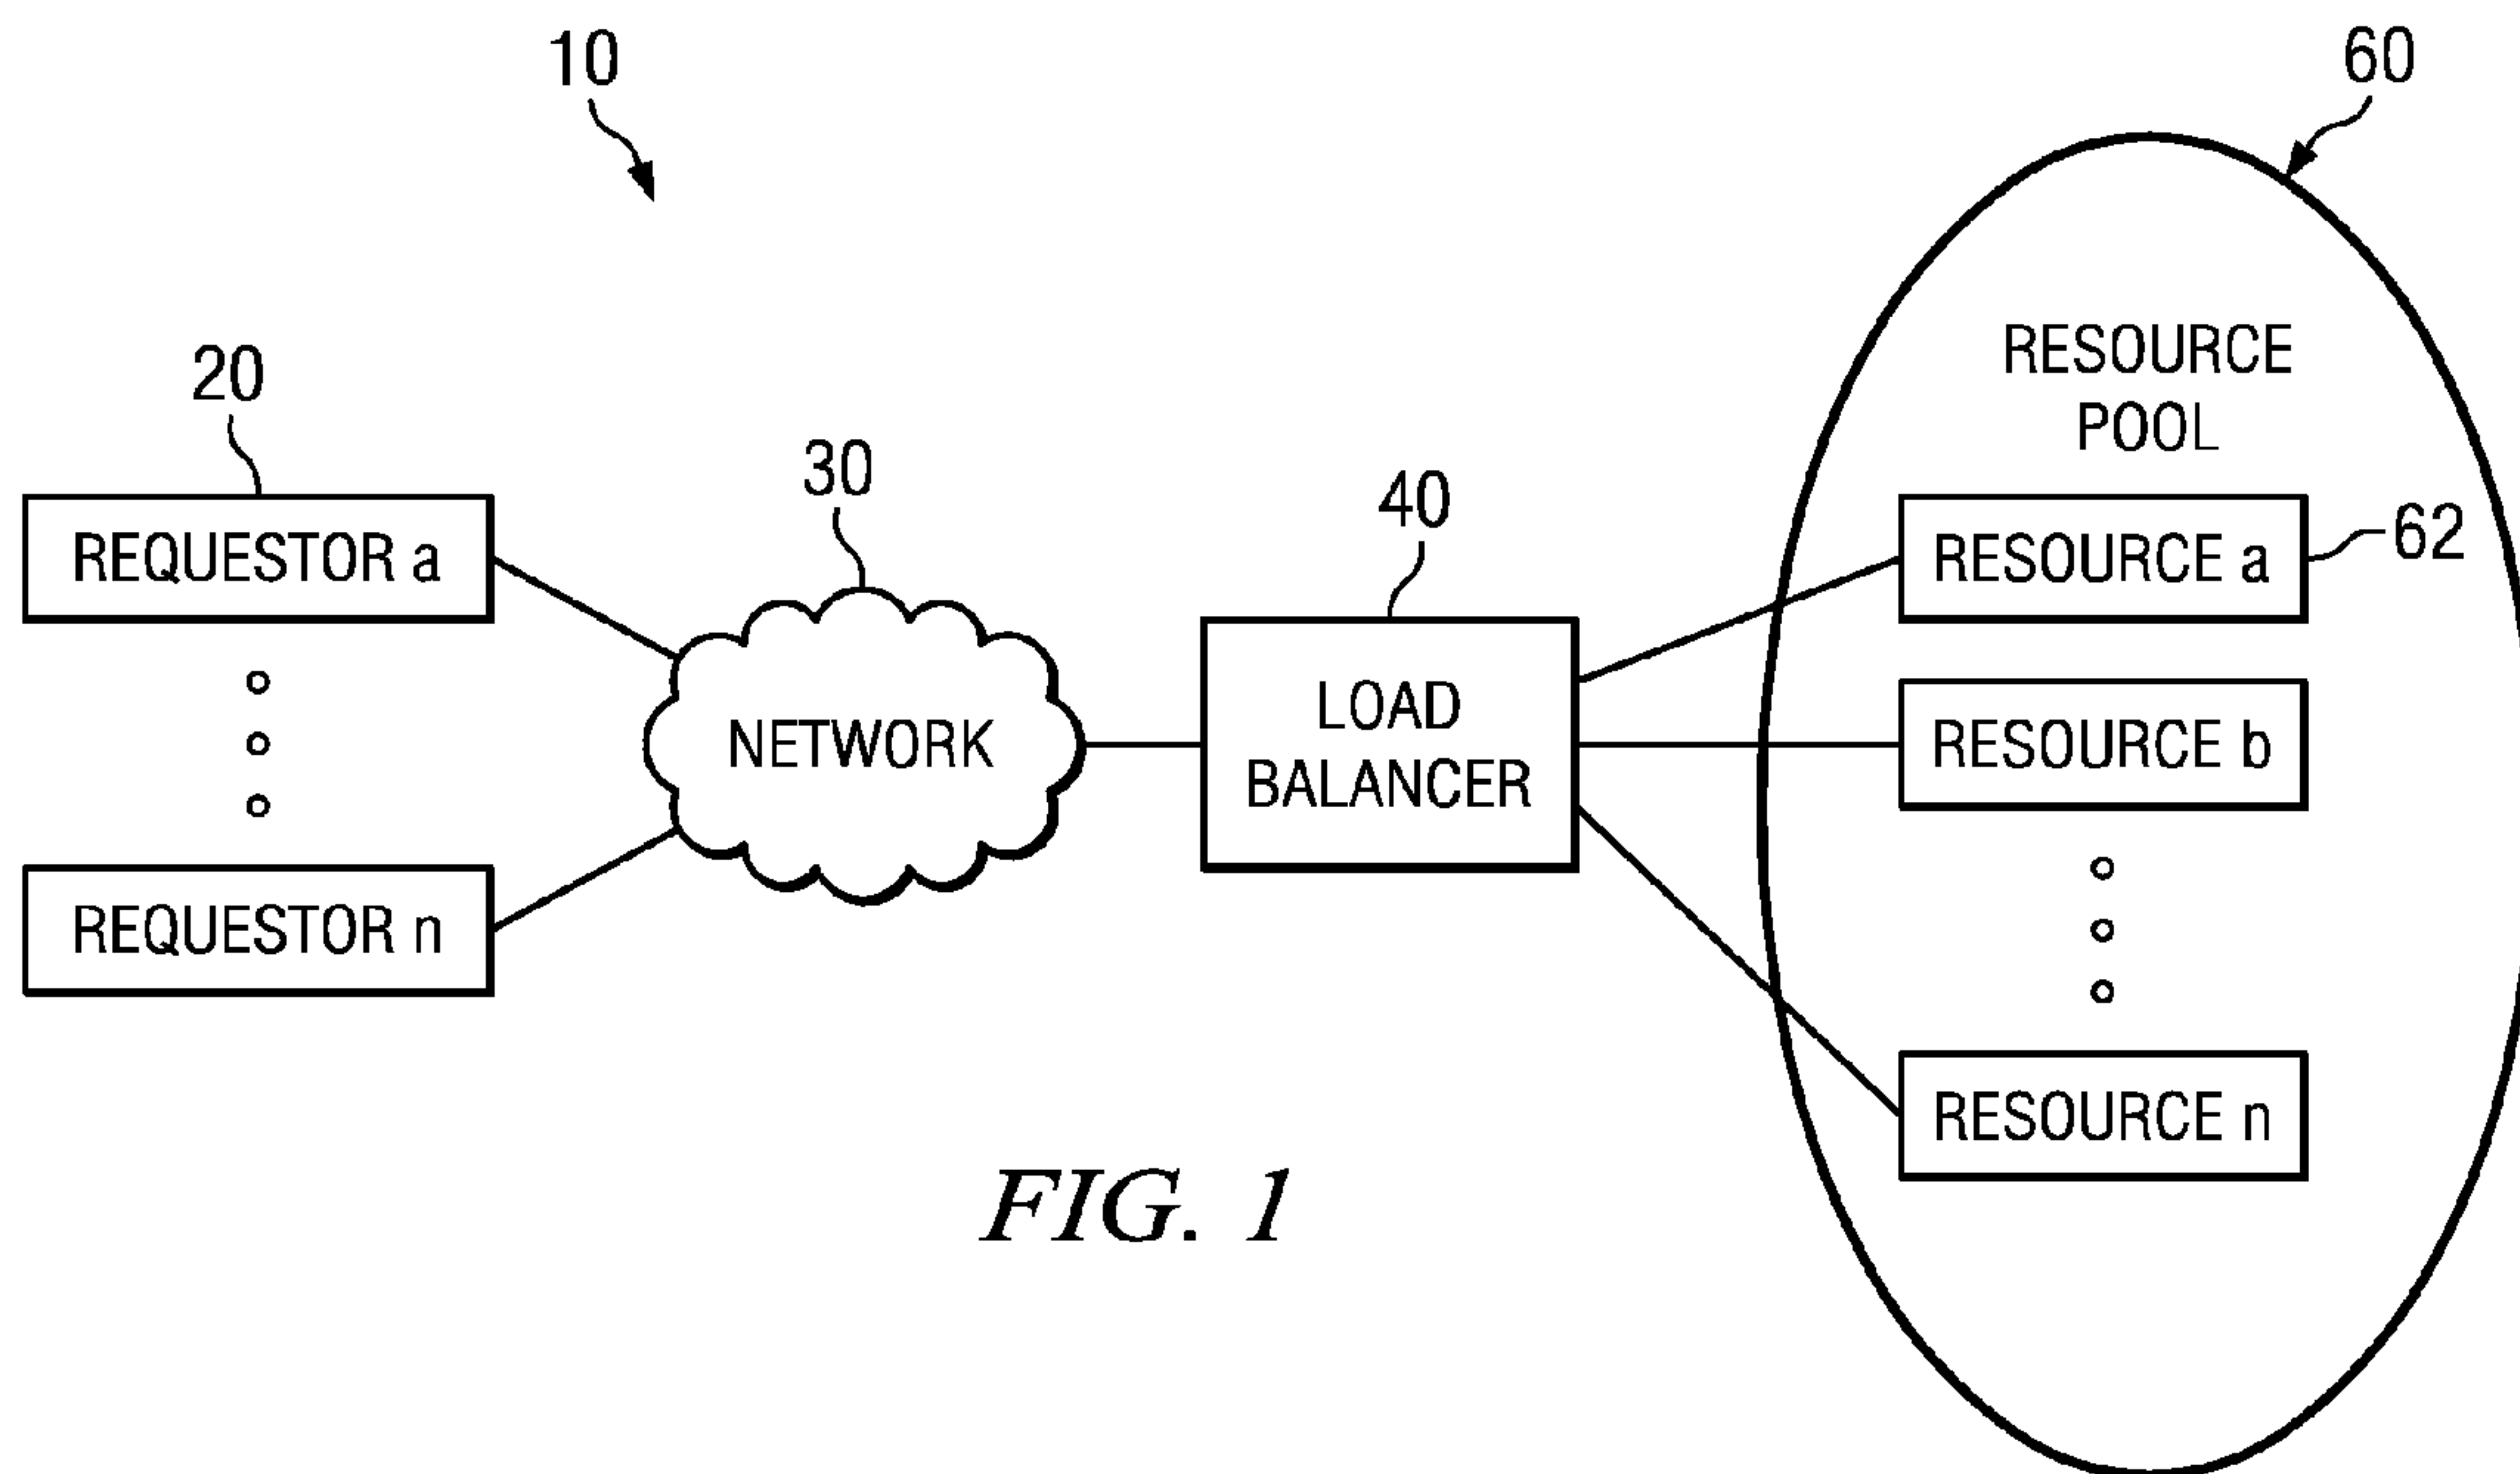 10
60
20
30
40
RESOURCE
POOL
REQUESTOR a
RESOURCE a
62
NETWORK
LOAD
BALANCER
RESOURCE b
REQUESTOR n
RESOURCE n
FIG. 1